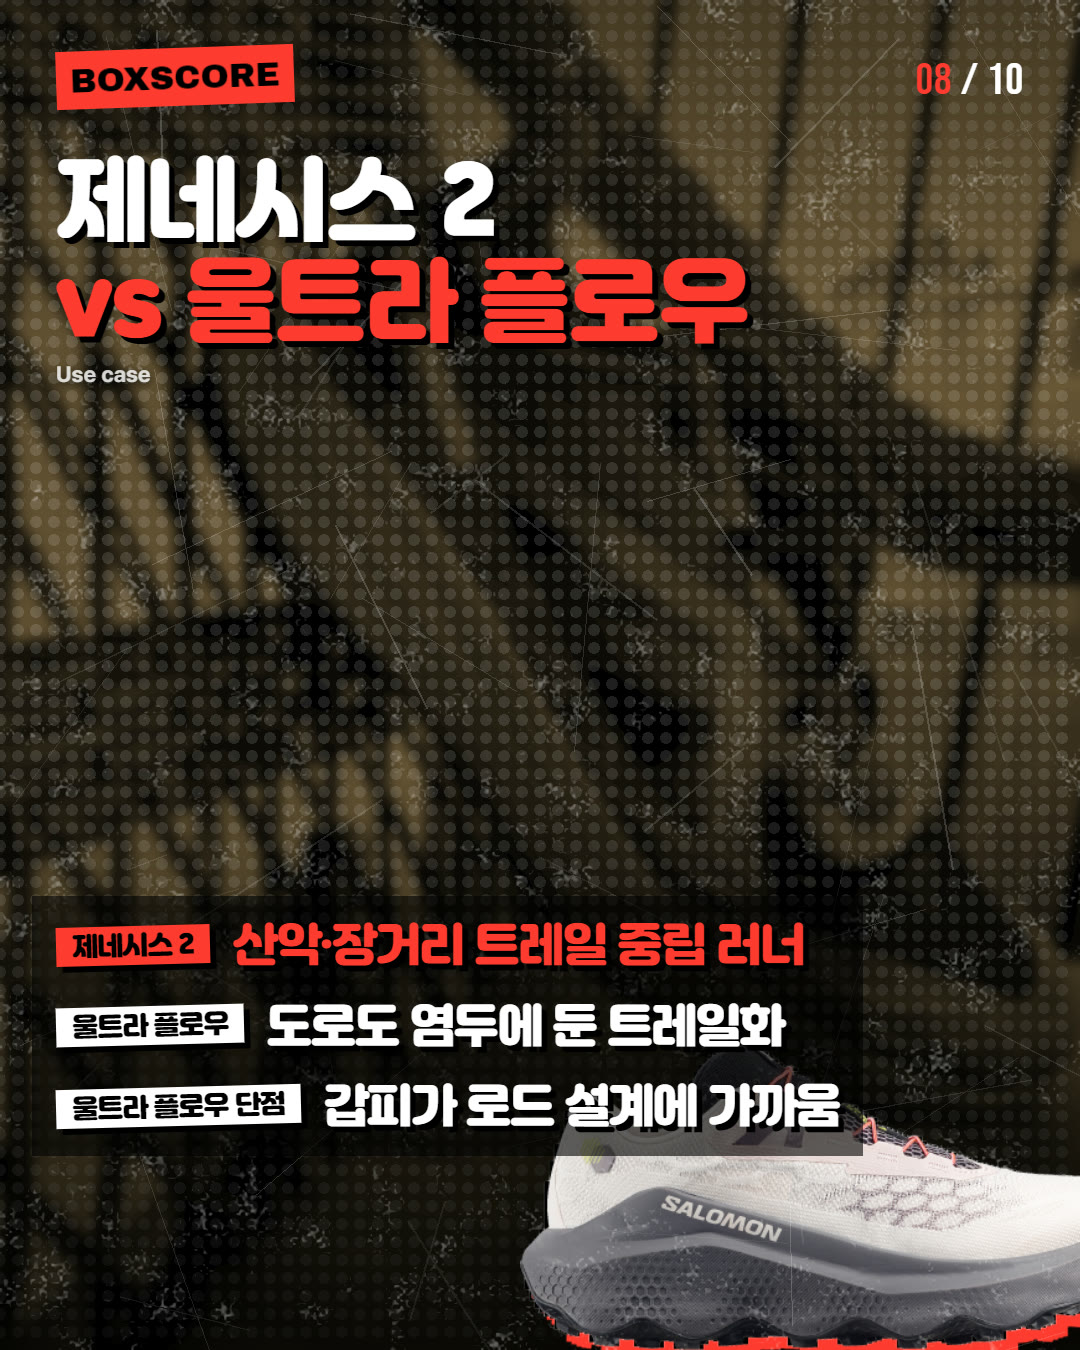 BOXSCORE
08 / 10
제네시스 2
vs 울트라 플로우
Use case
제네시스 2 산악·장거리 트레일 중립 러너
울트라 플로우 도로도 염두에 둔 트레일화
울트라 플로우 단점 갑피가 로드 설계에 가까움
SALOMON